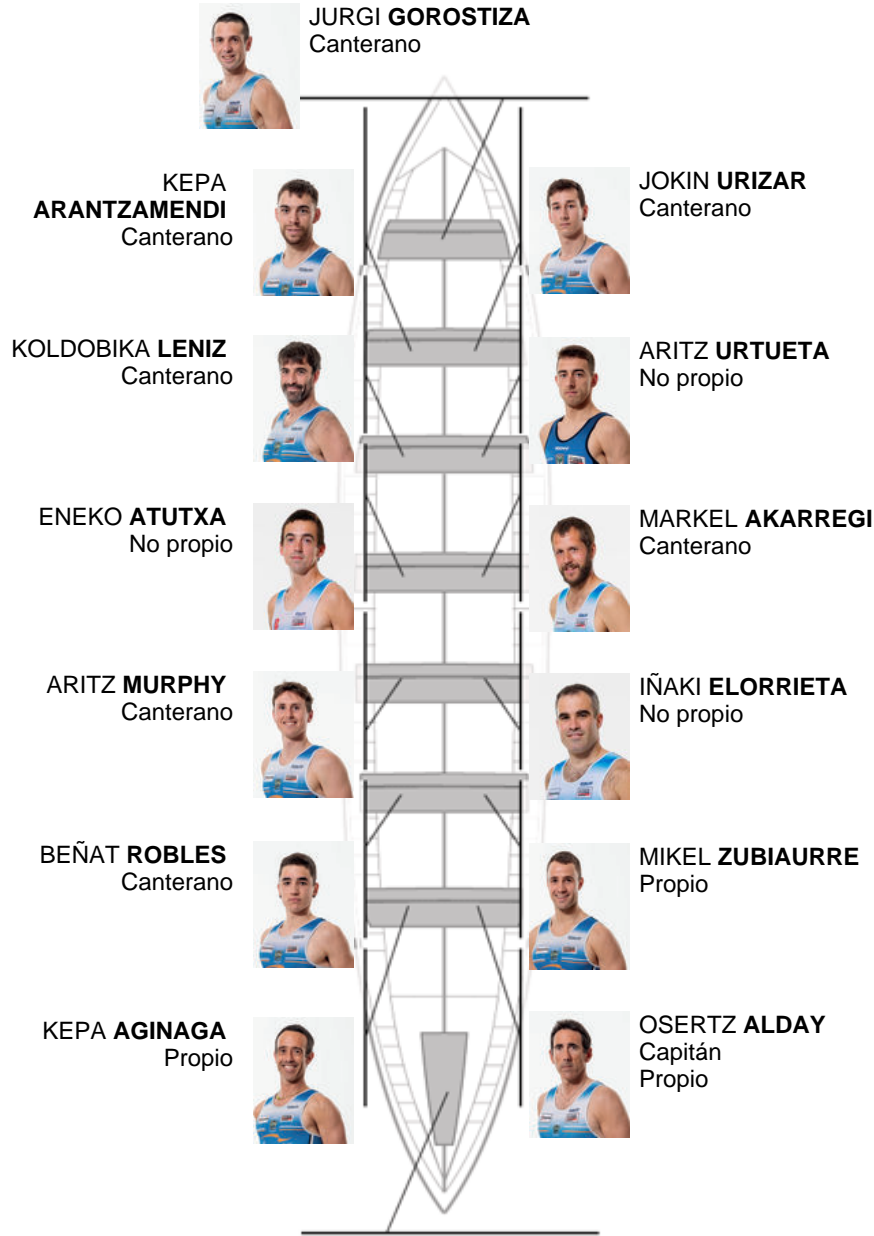 JURGI GOROSTIZA
Canterano
KEPA
ARANTZAMENDI
Canterano
JOKIN URIZAR
Canterano
KOLDOBIKA LENIZ
Canterano
ARITZ URTUETA
No propio
ENEKO ATUTXA
No propio
MARKEL AKARREGI
Canterano
ARITZ MURPHY
Canterano
IÑAKI ELORRIETA
No propio
BEÑAT ROBLES
Canterano
MIKEL ZUBIAURRE
Propio
KEPA AGINAGA
Propio
OSERTZ ALDAY
Capitán
Propio